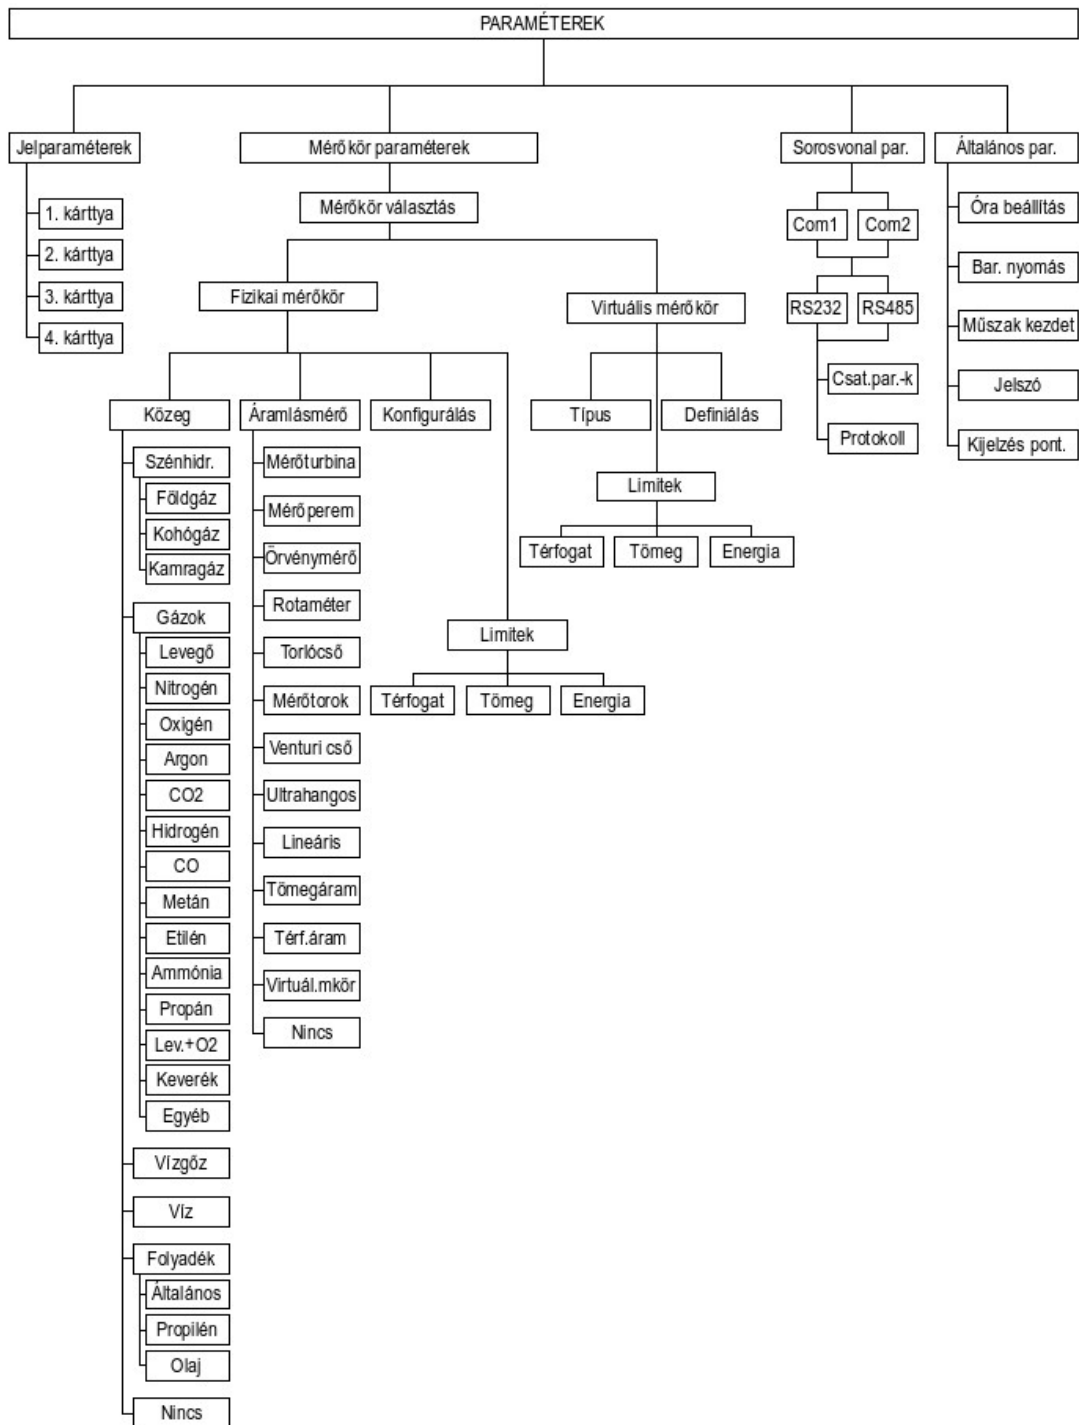 PARAMÉTEREK
Jelparaméterek
1. kárttya
2. kárttya
3. kárttya
4. kárttya
Mérőkör paraméterek
Mérőkör választás
Fizikai mérőkör
Közeg
Szénhidr.
Földgáz
Kohógáz
Kamragáz
Gázok
Levegő
Nitrogén
Oxigén
Argon
CO2
Hidrogén
CO
Metán
Etilén
Ammónia
Propán
Lev.+O2
Keverék
Egyéb
Vízgőz
Víz
Folyadék
Általános
Propilén
Olaj
Nincs
Áramlásmérő
Mérőturbina
Mérőperem
Örvénymérő
Rotaméter
Torlócső
Mérőtorok
Venturi cső
Ultrahangos
Lineáris
Tömegáram
Térf.áram
Virtuál.mkör
Nincs
Konfigurálás
Limitek
Térfogat
Tömeg
Energia
Virtuális mérőkör
Típus
Definiálás
Limitek
Térfogat
Tömeg
Energia
Sorosvonal par.
Com1
Com2
RS232
RS485
Csat.par.-k
Protokoll
Általános par.
Óra beállítás
Bar. nyomás
Műszak kezdet
Jelszó
Kijelzés pont.